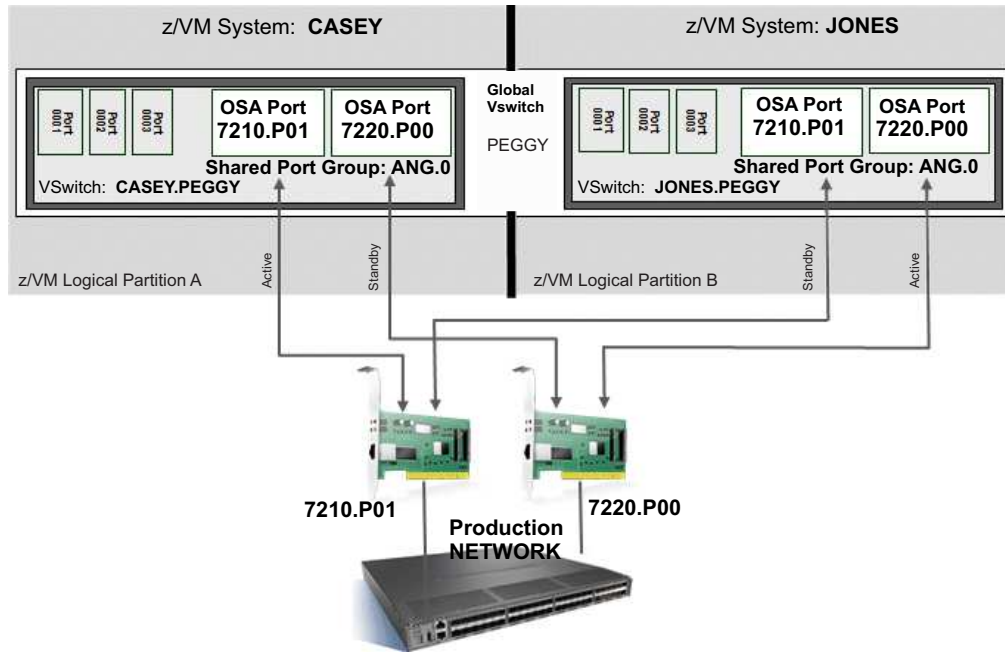 z/VM System: CASEY
z/VM System: JONES
Port
0001
Port
0002
Port
0003
OSA Port
7210.P01
OSA Port
7220.P00
Shared Port Group: ANG.0
VSwitch: CASEY.PEGGY
Global
Vswitch
PEGGY
Port
0001
Port
0002
Port
0003
OSA Port
7210.P01
OSA Port
7220.P00
Shared Port Group: ANG.0
VSwitch: JONES.PEGGY
z/VM Logical Partition A
Active
Standby
z/VM Logical Partition B
Standby
Active
7210.P01
7220.P00
Production
NETWORK